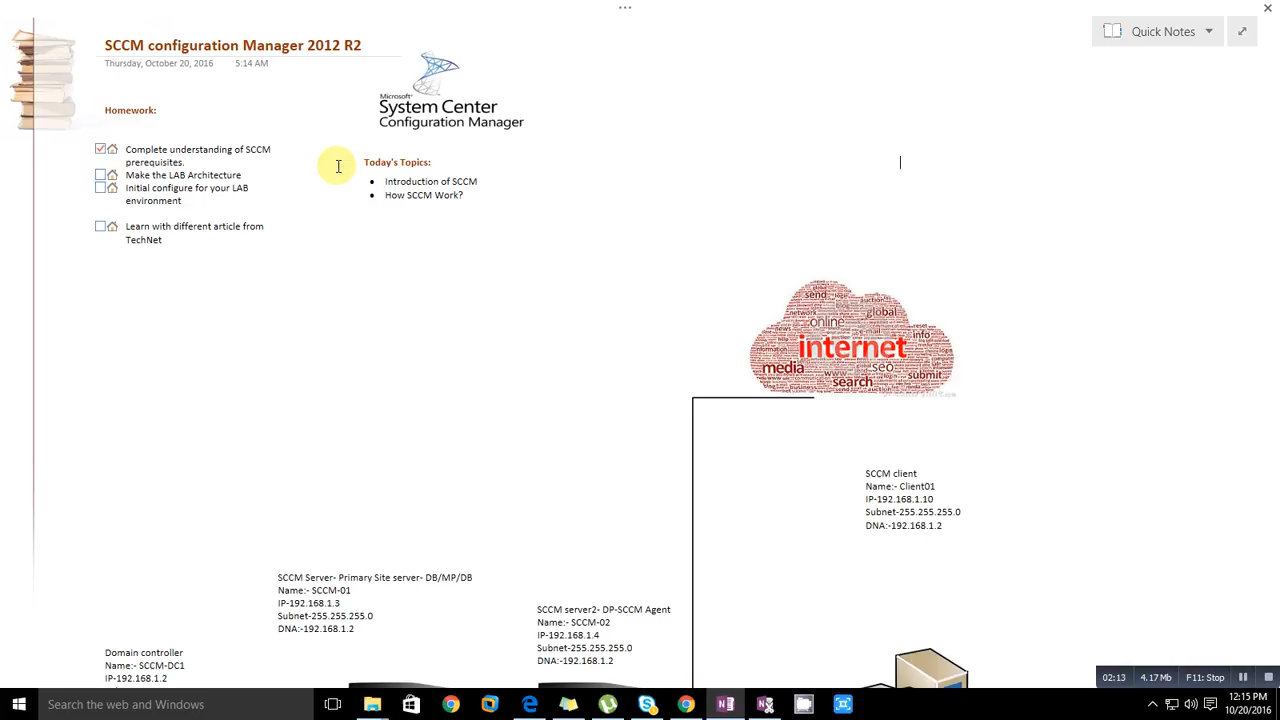 Quick Notes
SCCM configuration Manager 2012 R2
Thursday, October 20, 2016 5:14 AM
Microsoft
System Center
Configuration Manager
Homework:
Complete understanding of SCCM
prerequisites.
Make the LAB Architecture
Initial configure for your LAB
environment
Learn with different article from
TechNet
Today's Topics:
Introduction of SCCM
How SCCM Work?
send
network
online
global
e-mail
info
news
information
internet
media
www
seo
search
submit
SCCM client
Name:- Client01
IP-192.168.1.10
Subnet-255.255.255.0
DNA:-192.168.1.2
SCCM Server- Primary Site server- DB/MP/DB
Name:- SCCM-01
IP-192.168.1.3
Subnet-255.255.255.0
DNA:-192.168.1.2
SCCM server2- DP-SCCM Agent
Name:- SCCM-02
IP-192.168.1.4
Subnet-255.255.255.0
DNA:-192.168.1.2
Domain controller
Name:- SCCM-DC1
IP-192.168.1.2
02:13 4.17 Mb F11: Stop
Search the web and Windows
12:15 PM
10/20/2016